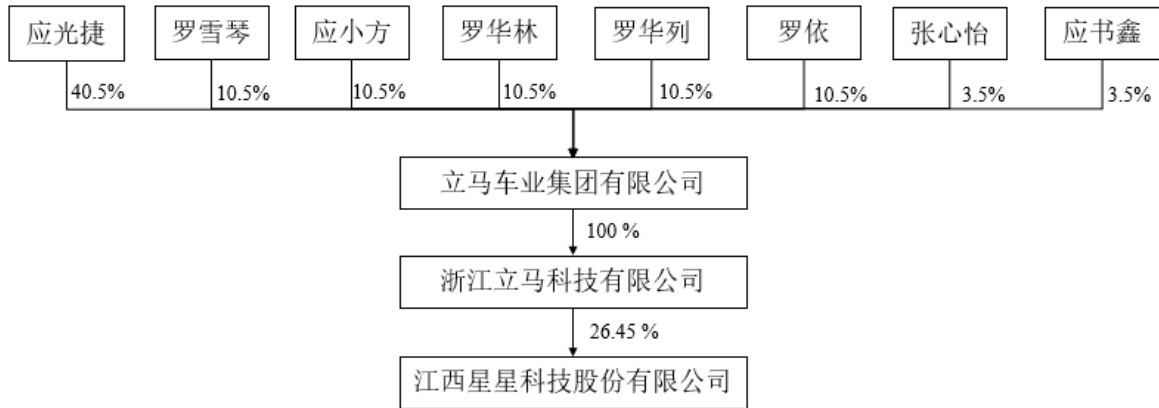 应光捷 罗雪琴 应小方 罗华林 罗华列 罗依 张心怡 应书鑫
40.5% 10.5% 10.5% 10.5% 10.5% 10.5% 3.5% 3.5%
立马车业集团有限公司
100 %
浙江立马科技有限公司
26.45 %
江西星星科技股份有限公司